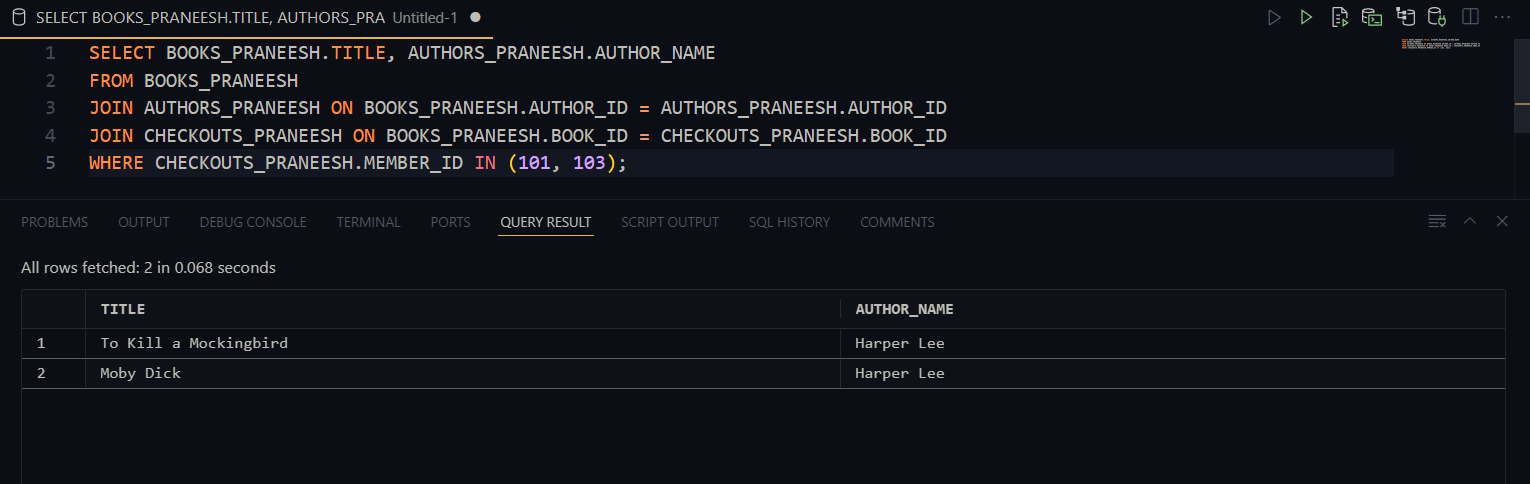 SELECT BOOKS_PRANEESH.TITLE, AUTHORS_PRA Untitled-1
1 SELECT BOOKS_PRANEESH.TITLE, AUTHORS_PRANEESH.AUTHOR_NAME
2 FROM BOOKS_PRANEESH
3 JOIN AUTHORS_PRANEESH ON BOOKS_PRANEESH.AUTHOR_ID = AUTHORS_PRANEESH.AUTHOR_ID
4 JOIN CHECKOUTS_PRANEESH ON BOOKS_PRANEESH.BOOK_ID = CHECKOUTS_PRANEESH.BOOK_ID
5 WHERE CHECKOUTS_PRANEESH.MEMBER_ID IN (101, 103);
PROBLEMS OUTPUT DEBUG CONSOLE TERMINAL PORTS QUERY RESULT SCRIPT OUTPUT SQL HISTORY COMMENTS
All rows fetched: 2 in 0.068 seconds
TITLE AUTHOR_NAME
1 To Kill a Mockingbird Harper Lee
2 Moby Dick Harper Lee